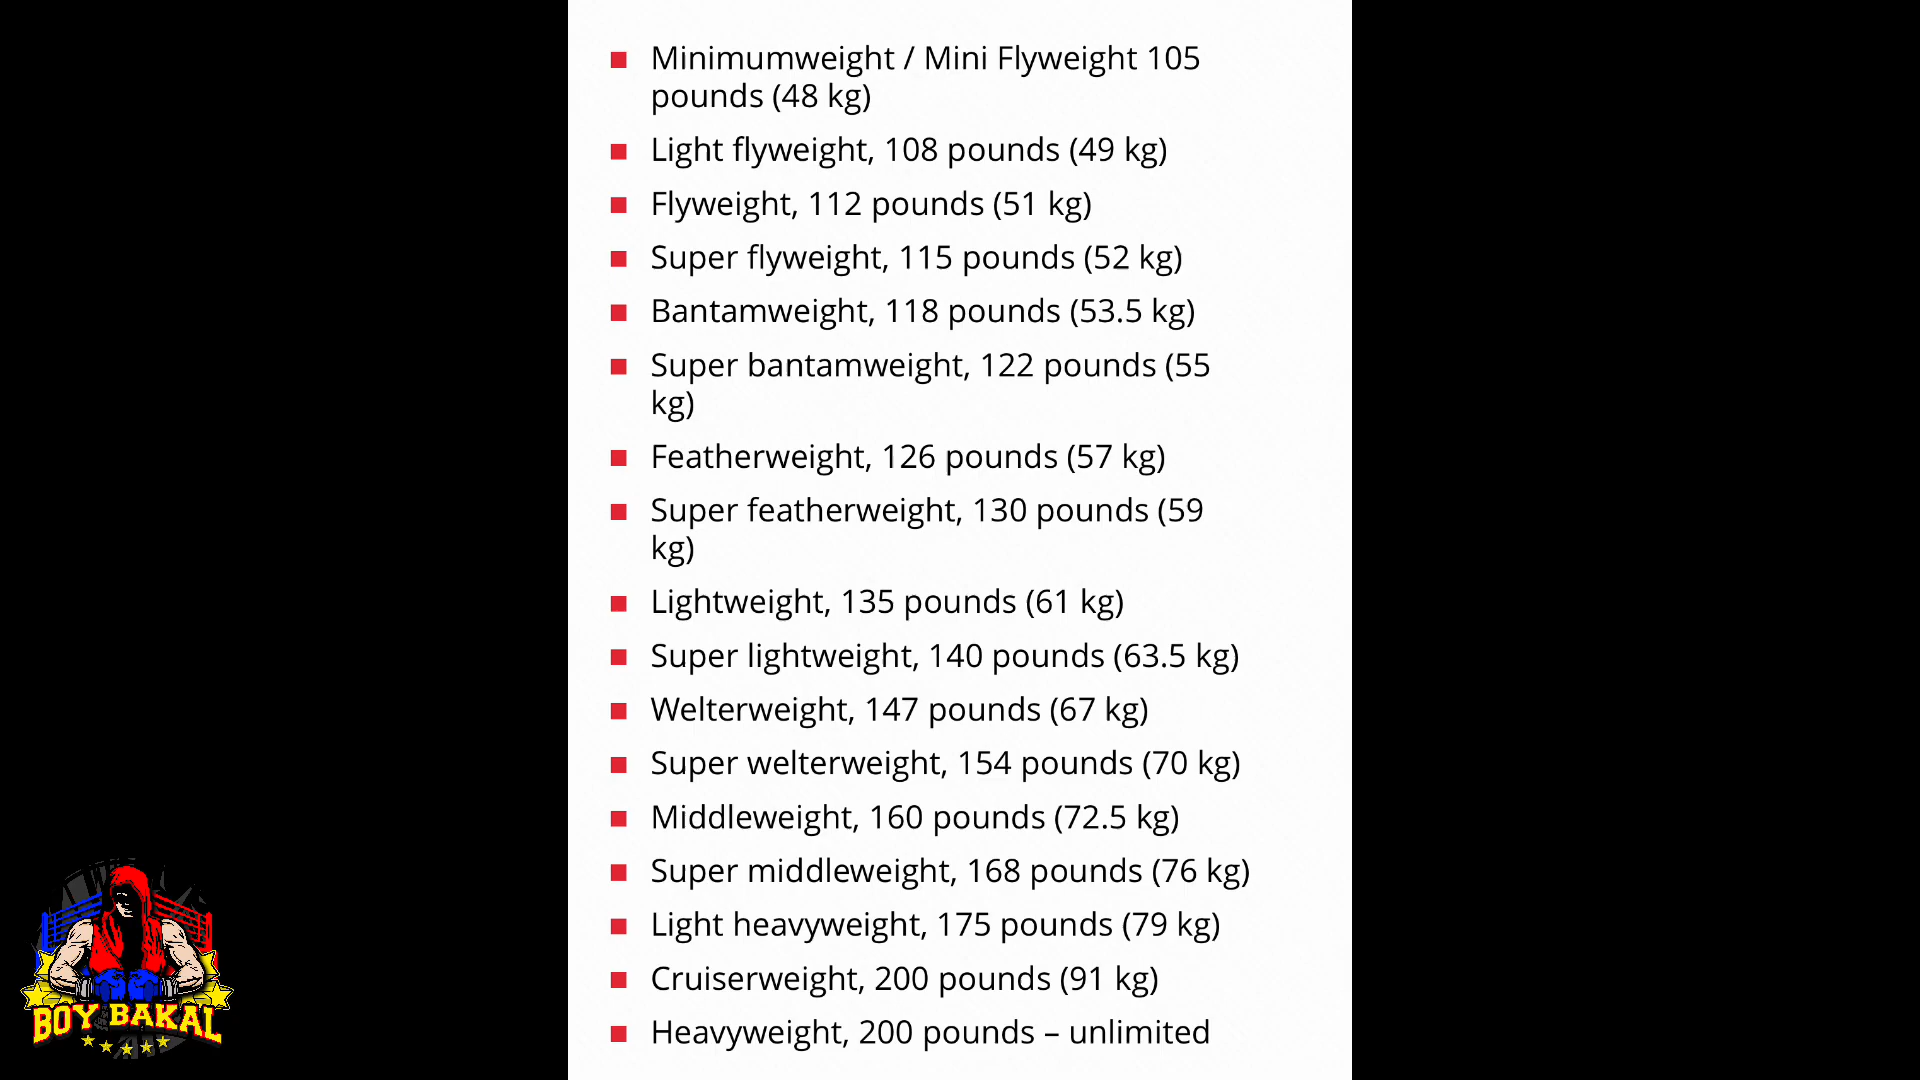 Minimumweight / Mini Flyweight 105
pounds (48 kg)
Light flyweight, 108 pounds (49 kg)
Flyweight, 112 pounds (51 kg)
Super flyweight, 115 pounds (52 kg)
Bantamweight, 118 pounds (53.5 kg)
Super bantamweight, 122 pounds (55
kg)
Featherweight, 126 pounds (57 kg)
Super featherweight, 130 pounds (59
kg)
Lightweight, 135 pounds (61 kg)
Super lightweight, 140 pounds (63.5 kg)
Welterweight, 147 pounds (67 kg)
Super welterweight, 154 pounds (70 kg)
Middleweight, 160 pounds (72.5 kg)
Super middleweight, 168 pounds (76 kg)
Light heavyweight, 175 pounds (79 kg)
Cruiserweight, 200 pounds (91 kg)
Heavyweight, 200 pounds – unlimited
BOY BAKAL